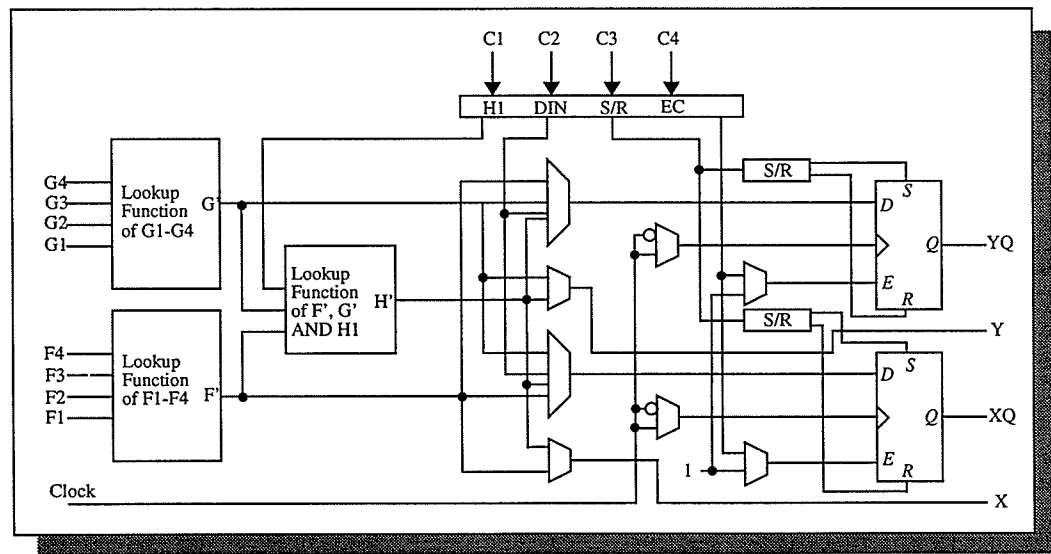 C1 C2 C3 C4
H1 DIN S/R EC
G4
G3
G2
G1
Lookup
Function
of G1-G4
G'
Lookup
Function
of F', G'
AND H1
H'
F4
F3
F2
F1
Lookup
Function
of F1-F4
F'
S/R
S
D
Q
E
R
YQ
S/R
Y
S
D
Q
E
R
XQ
1
Clock
X